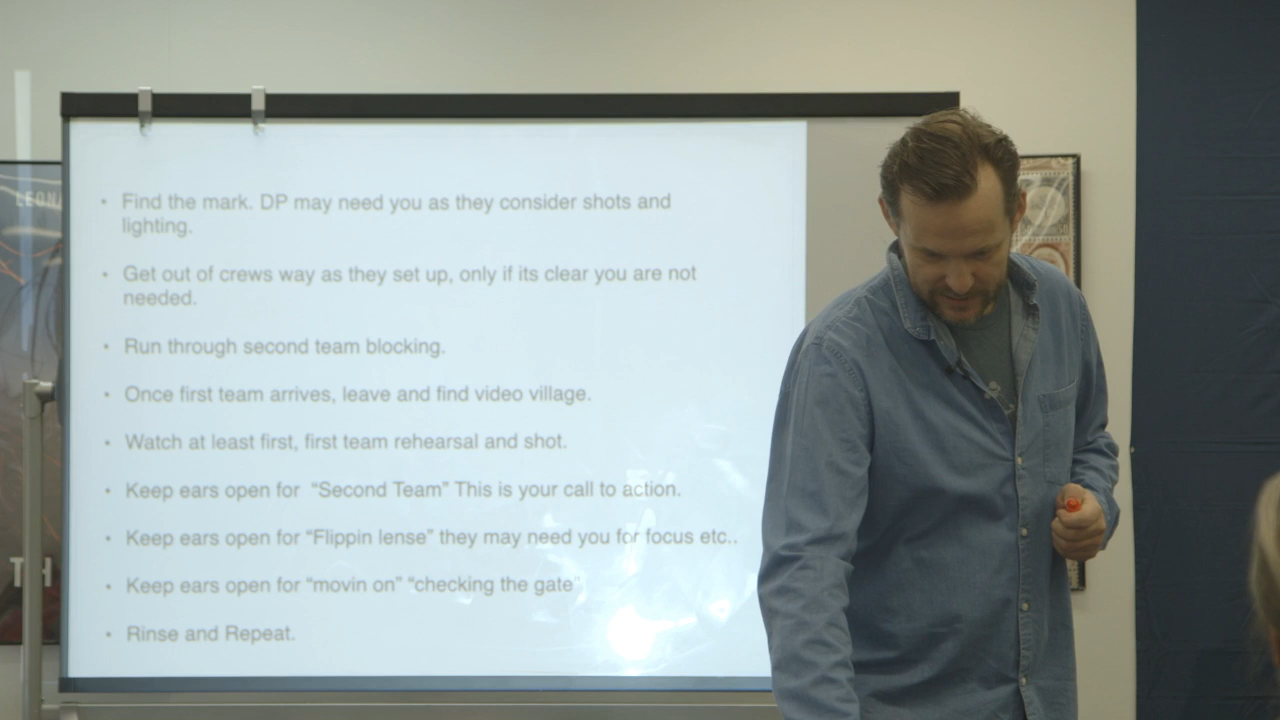 • Find the mark. DP may need you as they consider shots and
lighting.
• Get out of crews way as they set up, only if its clear you are not
needed.
• Run through second team blocking.
• Once first team arrives, leave and find video village.
• Watch at least first, first team rehearsal and shot.
• Keep ears open for “Second Team” This is your call to action.
• Keep ears open for “Flippin lense” they may need you for focus etc..
• Keep ears open for “movin on” “checking the gate”
• Rinse and Repeat.
LEON
TH